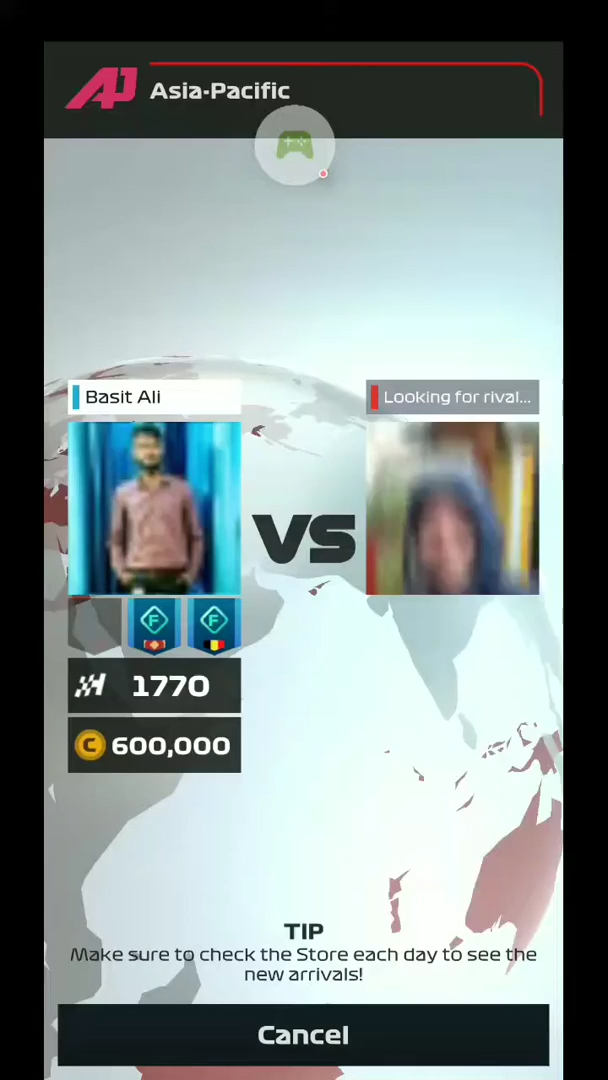 Asia-Pacific
Basit Ali
Looking for rival...
VS
F
F
1770
C 600,000
TIP
Make sure to check the Store each day to see the
new arrivals!
Cancel